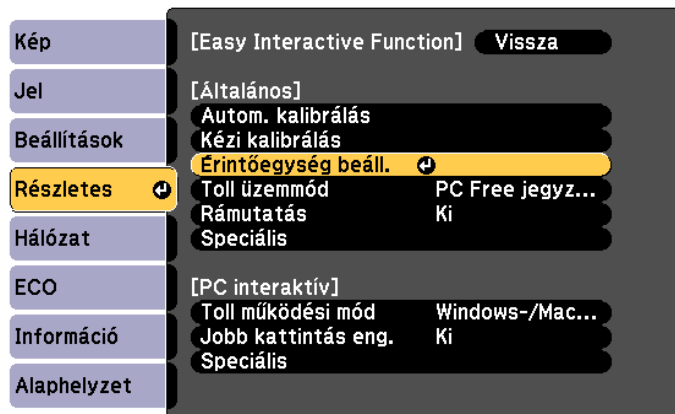 Kép
Jel
Beállítások
Részletes
Hálózat
ECO
Információ
Alaphelyzet
[Easy Interactive Function] Vissza
[Általános]
Autom. kalibrálás
Kézi kalibrálás
Érintőegység beáll.
Toll üzemmód PC Free jegyz...
Rámutatás Ki
Speciális
[PC interaktív]
Toll működési mód Windows-/Mac...
Jobb kattintás eng. Ki
Speciális